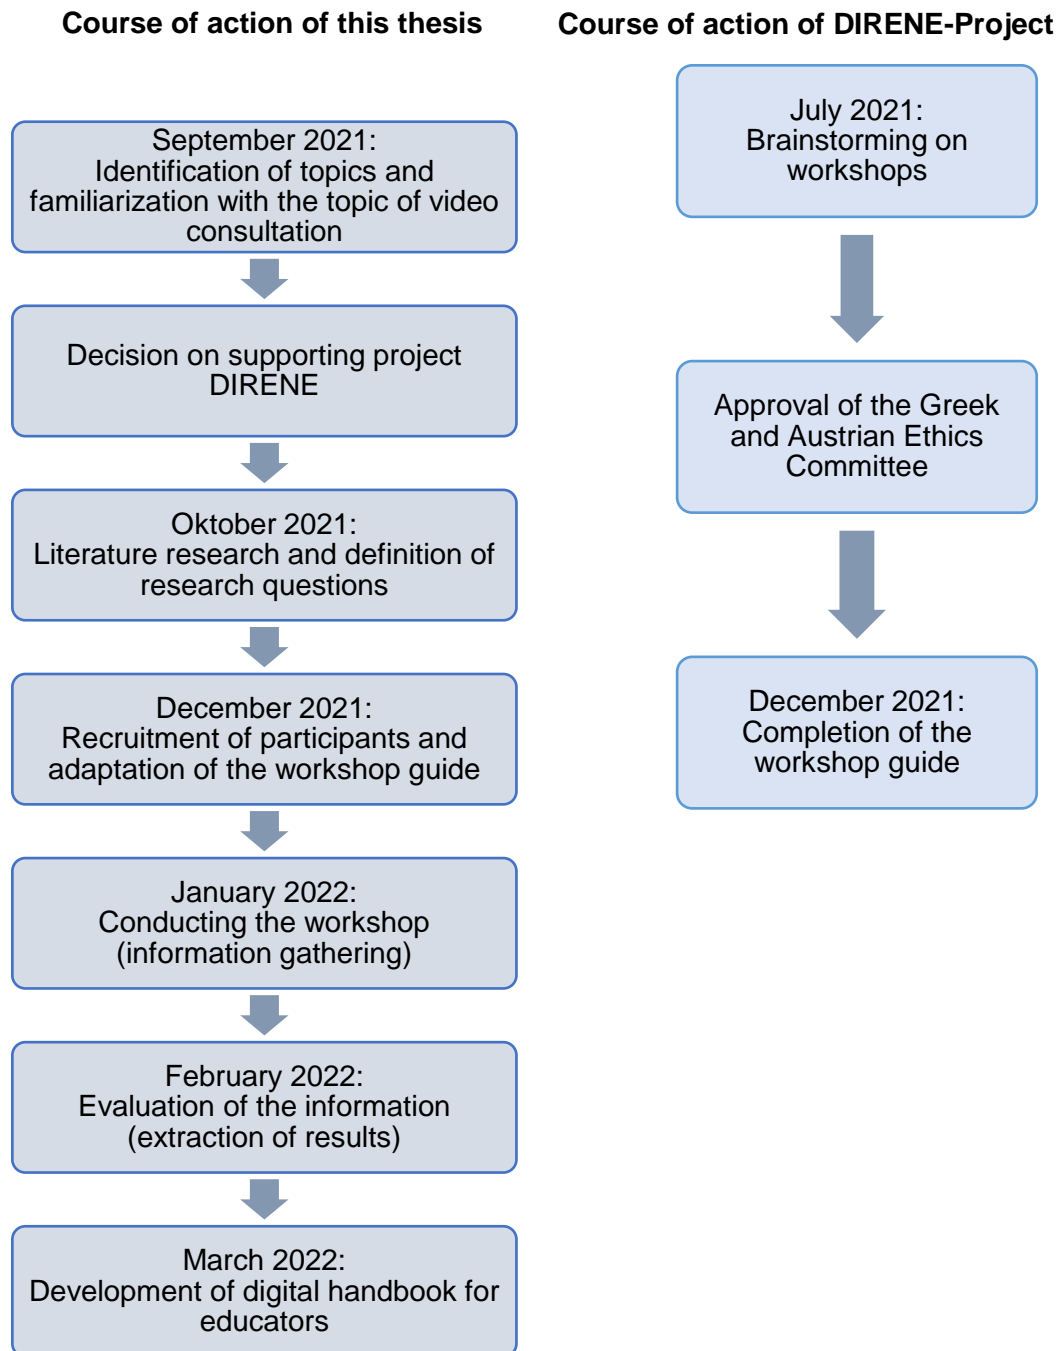 Course of action of this thesis
September 2021:
Identification of topics and
familiarization with the topic of video
consultation
Decision on supporting project
DIRENE
Oktober 2021:
Literature research and definition of
research questions
December 2021:
Recruitment of participants and
adaptation of the workshop guide
January 2022:
Conducting the workshop
(information gathering)
February 2022:
Evaluation of the information
(extraction of results)
March 2022:
Development of digital handbook for
educators
Course of action of DIRENE-Project
July 2021:
Brainstorming on
workshops
Approval of the Greek
and Austrian Ethics
Committee
December 2021:
Completion of the
workshop guide